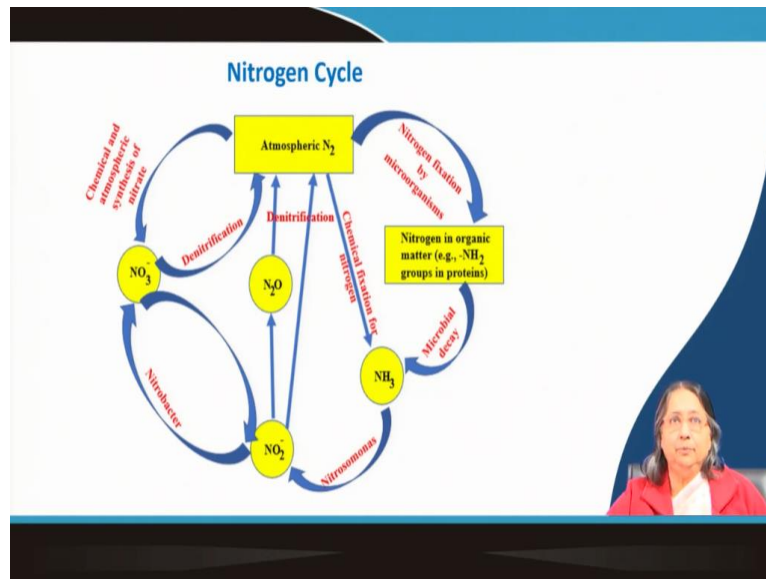 Nitrogen Cycle
Chemical and
atmospheric
synthesis of
nitrate
Atmospheric N₂
Nitrogen fixation
by
microorganisms
Denitrification
Denitrification
Chemical fixation for
nitrogen
Nitrogen in organic
matter (e.g., -NH₂
groups in proteins)
NO₃⁻
N₂O
Microbial
decay
NH₃
Nitrobacter
NO₂⁻
Nitrosomonas